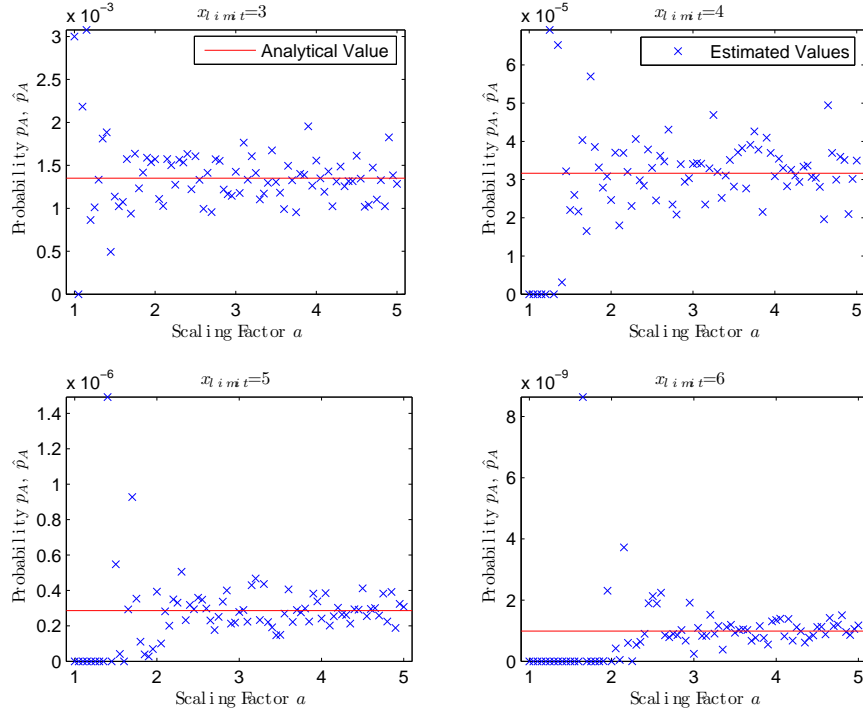 x 10⁻³
x_limit=3
3
2.5
2
1.5
1
0.5
0
1 2 3 4 5
Probability p_A, p̂_A
Scaling Factor a
Analytical Value
x 10⁻⁵
x_limit=4
6
5
4
3
2
1
0
1 2 3 4 5
Probability p_A, p̂_A
Scaling Factor a
Estimated Values
x 10⁻⁶
x_limit=5
1.4
1.2
1
0.8
0.6
0.4
0.2
0
1 2 3 4 5
Probability p_A, p̂_A
Scaling Factor a
x 10⁻⁹
x_limit=6
8
6
4
2
0
1 2 3 4 5
Probability p_A, p̂_A
Scaling Factor a